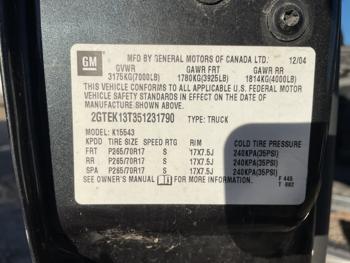 GM
MFD BY GENERAL MOTORS OF CANADA LTD. 12/04
GVWR GAWR FRT GAWR RR
3175KG(7000LB) 1780KG(3925LB) 1814KG(4000LB)
THIS VEHICLE CONFORMS TO ALL APPLICABLE U.S. FEDERAL MOTOR
VEHICLE SAFETY STANDARDS IN EFFECT ON THE DATE OF
MANUFACTURE SHOWN ABOVE.
2GTEK13T351231790 TYPE: TRUCK
MODEL: K15543
KPDD TIRE SIZE SPEED RTG RIM COLD TIRE PRESSURE
FRT P265/70R17 S 17X7.5J 240KPA(35PSI)
RR P265/70R17 S 17X7.5J 240KPA(35PSI)
SPA P265/70R17 S 17X7.5J 240KPA(35PSI)
SEE OWNER'S MANUAL FOR ADDITIONAL INFORMATION. F 445
T 882